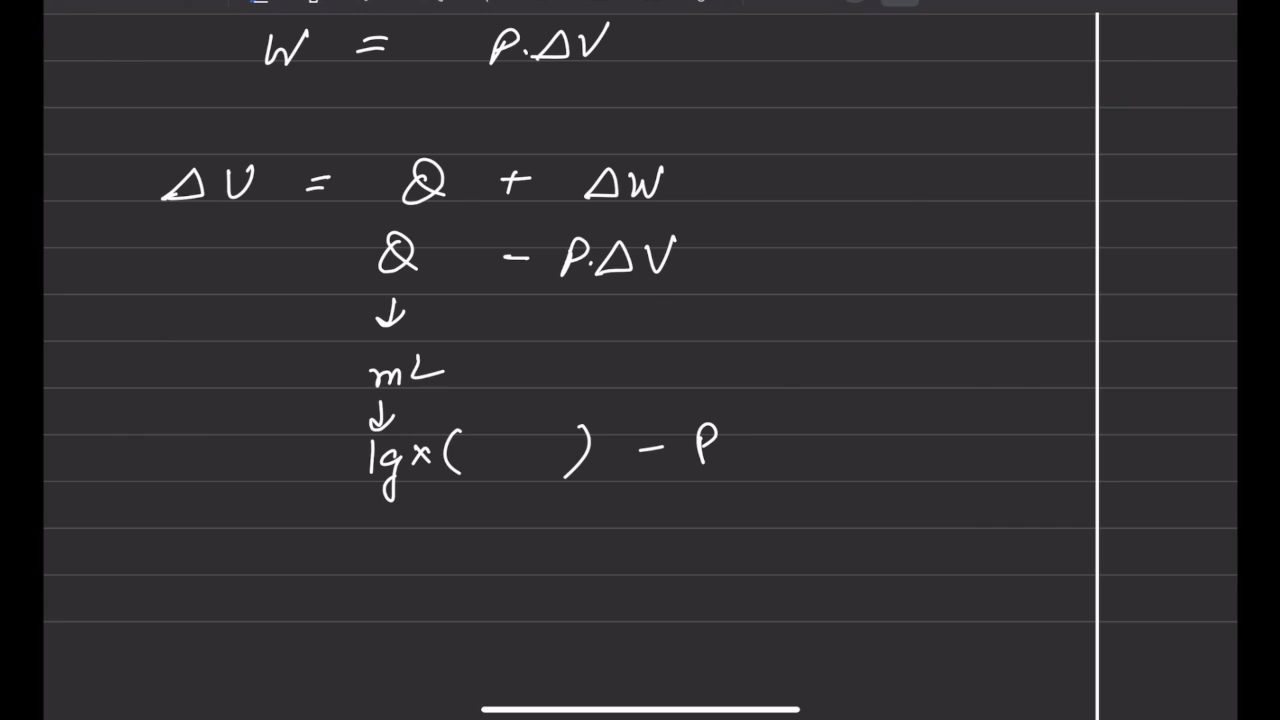 W = P.ΔV
ΔU = Q + ΔW
Q - P.ΔV
↓
mL
↓
1g x ( ) - P